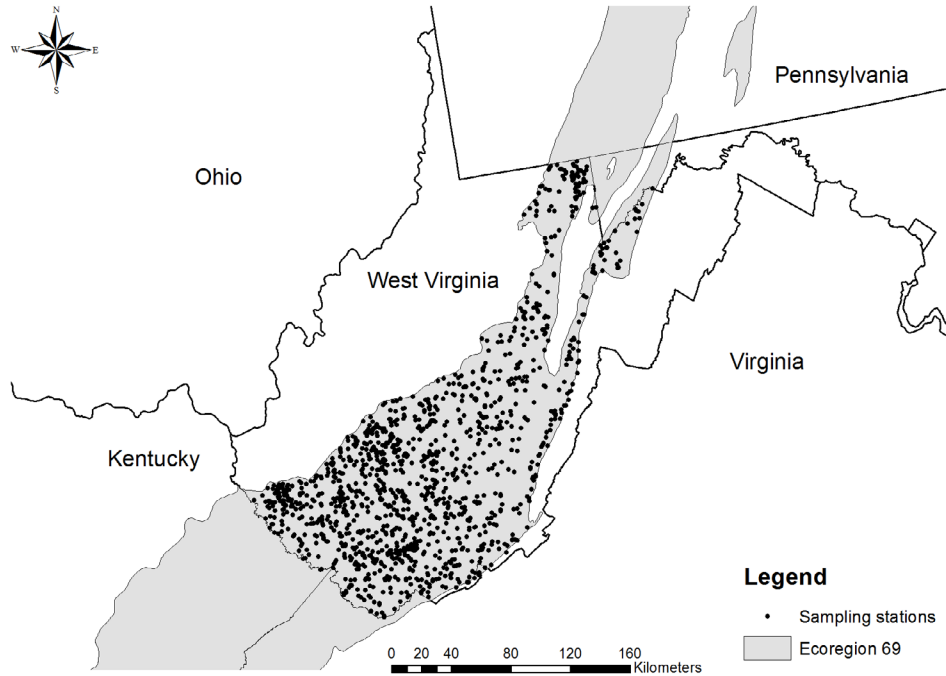 N
W E
S
Pennsylvania
Ohio
West Virginia
Virginia
Kentucky
Legend
Sampling stations
Ecoregion 69
0 20 40 80 120 160
Kilometers